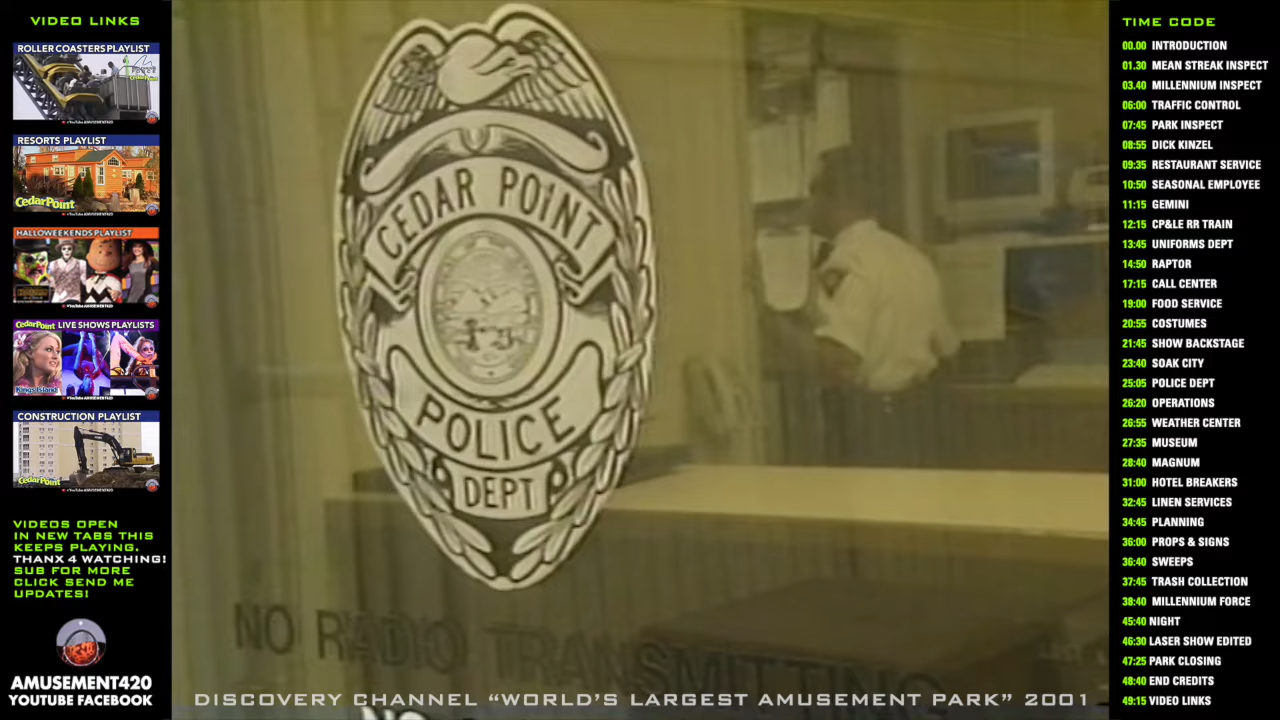 VIDEO LINKS
ROLLER COASTERS PLAYLIST
CedarPoint
RESORTS PLAYLIST
CedarPoint
HALLOWEEKENDS PLAYLIST
CedarPoint LIVE SHOWS PLAYLISTS
KingsIsland
CONSTRUCTION PLAYLIST
CedarPoint
VIDEOS OPEN
IN NEW TABS THIS
KEEPS PLAYING.
THANX 4 WATCHING!
SUB FOR MORE
CLICK SEND ME
UPDATES!
AMUSEMENT420
YOUTUBE FACEBOOK
CEDAR POINT
POLICE
DEPT
NO RADIO TRANSMITTING
NO
DISCOVERY CHANNEL “WORLD’S LARGEST AMUSEMENT PARK” 2001
TIME CODE
00.00 INTRODUCTION
01.30 MEAN STREAK INSPECT
03.40 MILLENNIUM INSPECT
06:00 TRAFFIC CONTROL
07:45 PARK INSPECT
08:55 DICK KINZEL
09:35 RESTAURANT SERVICE
10:50 SEASONAL EMPLOYEE
11:15 GEMINI
12:15 CP&LE RR TRAIN
13:45 UNIFORMS DEPT
14:50 RAPTOR
17:15 CALL CENTER
19:00 FOOD SERVICE
20:55 COSTUMES
21:45 SHOW BACKSTAGE
23:40 SOAK CITY
25:05 POLICE DEPT
26:20 OPERATIONS
26:55 WEATHER CENTER
27:35 MUSEUM
28:40 MAGNUM
31:00 HOTEL BREAKERS
32:45 LINEN SERVICES
34:45 PLANNING
36:00 PROPS & SIGNS
36:40 SWEEPS
37:45 TRASH COLLECTION
38:40 MILLENNIUM FORCE
45:40 NIGHT
46:30 LASER SHOW EDITED
47:25 PARK CLOSING
48:40 END CREDITS
49:15 VIDEO LINKS